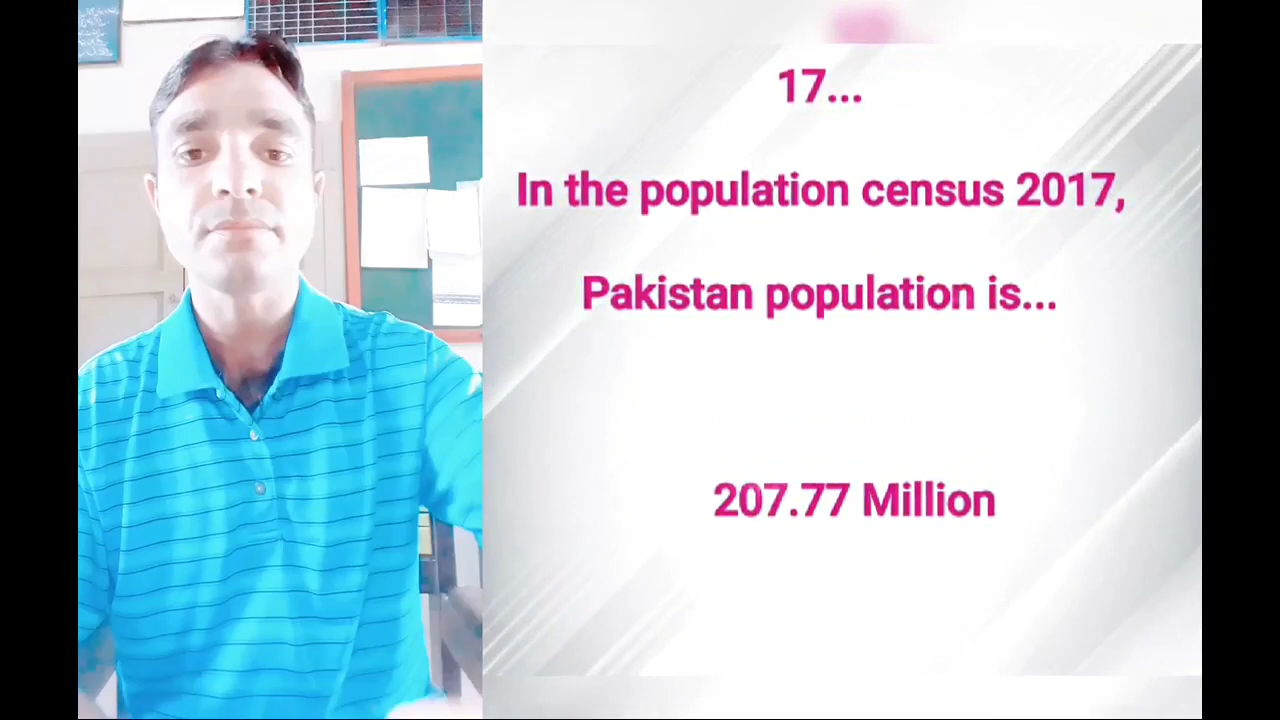 17...
In the population census 2017,
Pakistan population is...
207.77 Million